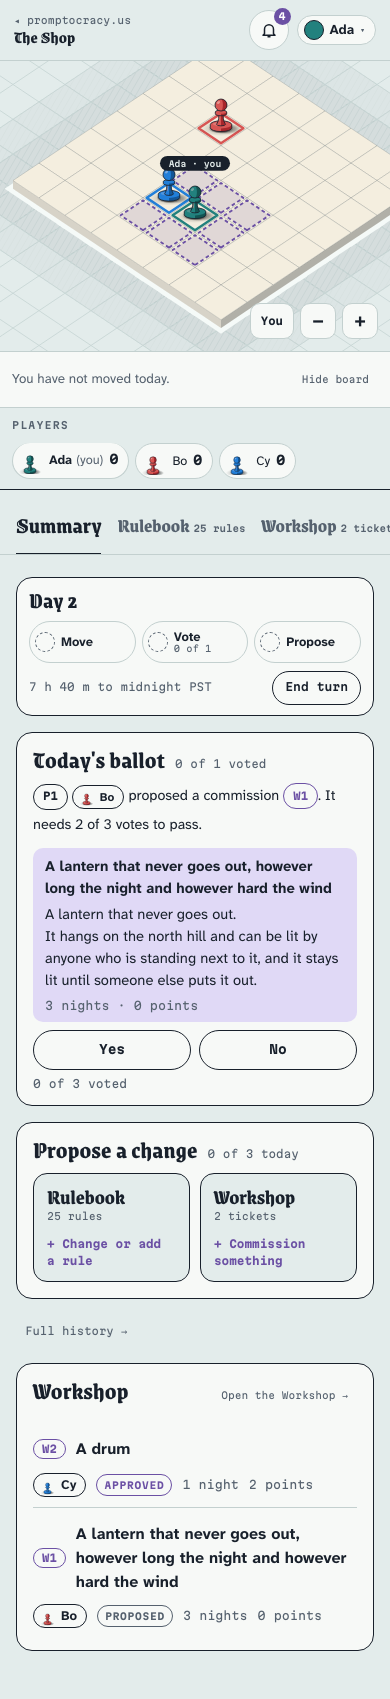 ◂ promptocracy.us
The Shop
4
Ada ▾
Ada · you
You
−
+
You have not moved today.
Hide board
PLAYERS
Ada (you) 0
Bo 0
Cy 0
Summary
Rulebook 25 rules
Workshop 2 ticket
Day 2
Move
Vote
0 of 1
Propose
7 h 40 m to midnight PST
End turn
Today's ballot 0 of 1 voted
P1 Bo proposed a commission W1. It
needs 2 of 3 votes to pass.
A lantern that never goes out, however
long the night and however hard the wind
A lantern that never goes out.
It hangs on the north hill and can be lit by
anyone who is standing next to it, and it stays
lit until someone else puts it out.
3 nights · 0 points
Yes
No
0 of 3 voted
Propose a change 0 of 3 today
Rulebook
25 rules
+ Change or add
a rule
Workshop
2 tickets
+ Commission
something
Full history →
Workshop
Open the Workshop →
W2 A drum
Cy APPROVED 1 night 2 points
W1 A lantern that never goes out,
however long the night and however
hard the wind
Bo PROPOSED 3 nights 0 points